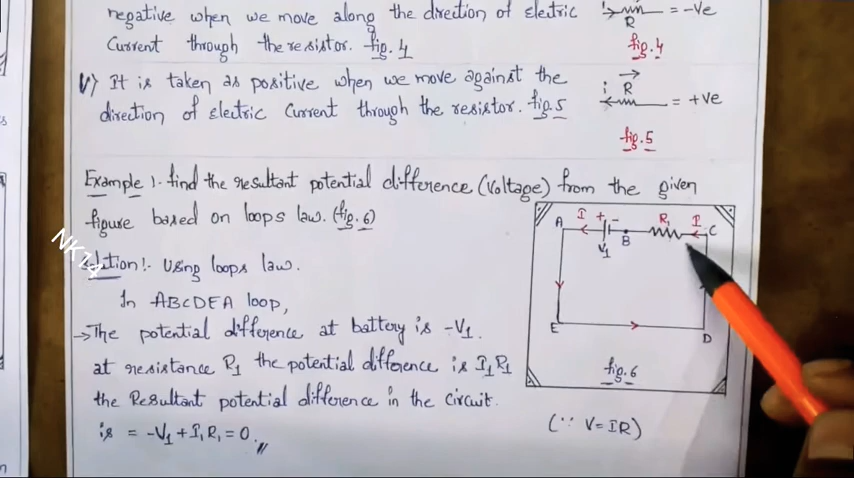 negative when we move along the direction of electric
Current through the resistor. fig.4
i R = -Ve
fig.4
V) It is taken as positive when we move against the
direction of electric Current through the resistor. fig.5
i R = +Ve
fig.5
Example 1. find the resultant potential difference (Voltage) from the given
figure based on loops law. (fig.6)
Using loops law.
In ABCDEA loop,
→ The potential difference at battery is -V1.
at resistance R1 the potential difference is I1R1
the Resultant potential difference in the circuit.
is = -V1 + I1R1 = 0.
A I + - R1 I C
V1 B
E D
fig.6
(∵ V=IR)
NK14